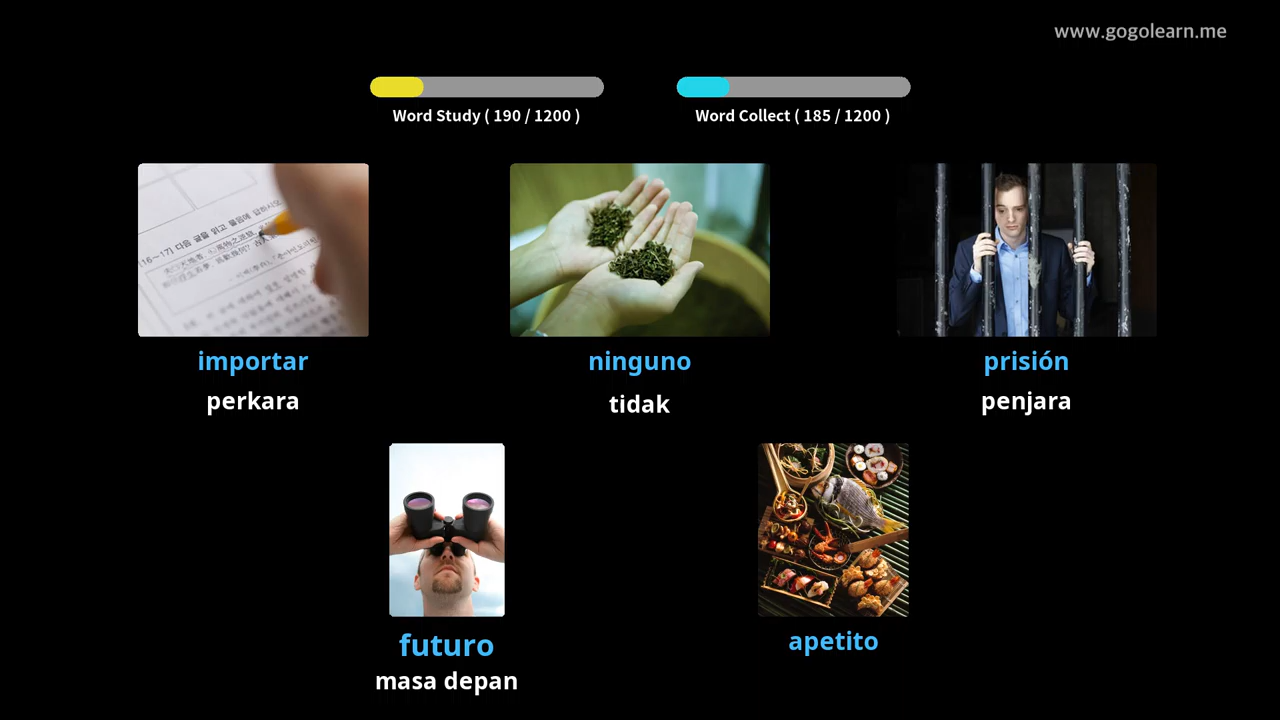 www.gogolearn.me
Word Study ( 190 / 1200 )
Word Collect ( 185 / 1200 )
importar
perkara
ninguno
tidak
prisión
penjara
futuro
masa depan
apetito